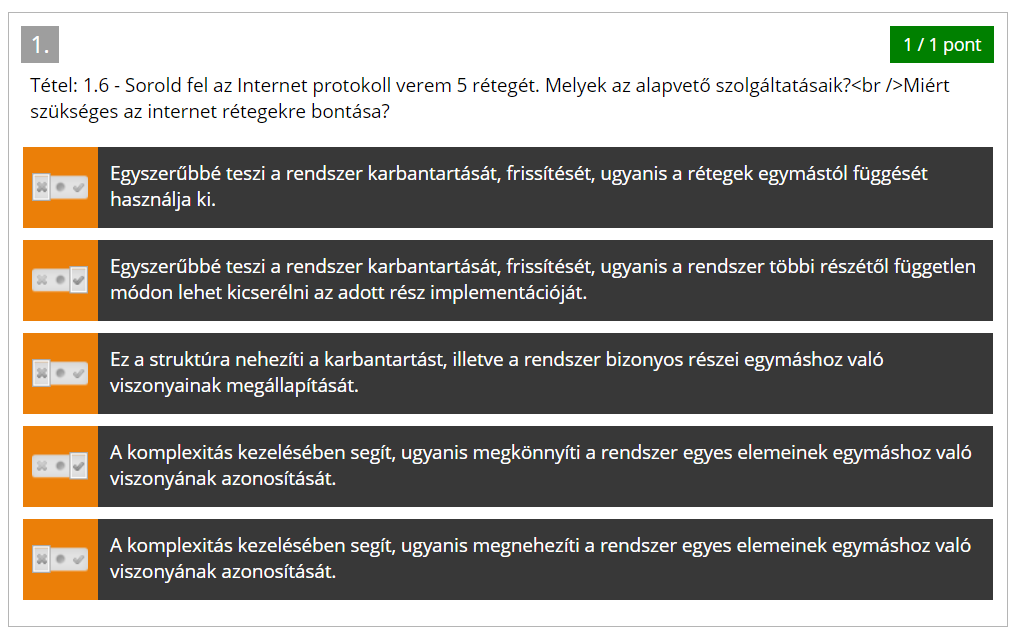 1.
1 / 1 pont
Tétel: 1.6 - Sorold fel az Internet protokoll verem 5 rétegét. Melyek az alapvető szolgáltatásaik?<br />Miért
szükséges az internet rétegekre bontása?
Egyszerűbbé teszi a rendszer karbantartását, frissítését, ugyanis a rétegek egymástól függését
használja ki.
Egyszerűbbé teszi a rendszer karbantartását, frissítését, ugyanis a rendszer többi részétől független
módon lehet kicserélni az adott rész implementációját.
Ez a struktúra nehezíti a karbantartást, illetve a rendszer bizonyos részei egymáshoz való
viszonyainak megállapítását.
A komplexitás kezelésében segít, ugyanis megkönnyíti a rendszer egyes elemeinek egymáshoz való
viszonyának azonosítását.
A komplexitás kezelésében segít, ugyanis megnehezíti a rendszer egyes elemeinek egymáshoz való
viszonyának azonosítását.